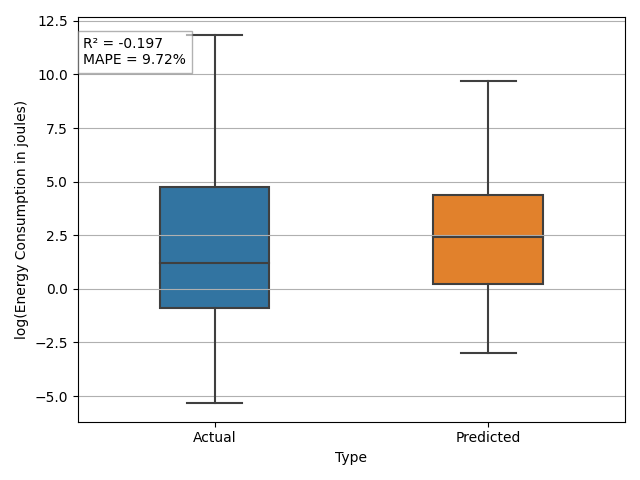 12.5
10.0
7.5
5.0
2.5
0.0
−2.5
−5.0
log(Energy Consumption in joules)
R² = -0.197
MAPE = 9.72%
Actual
Predicted
Type